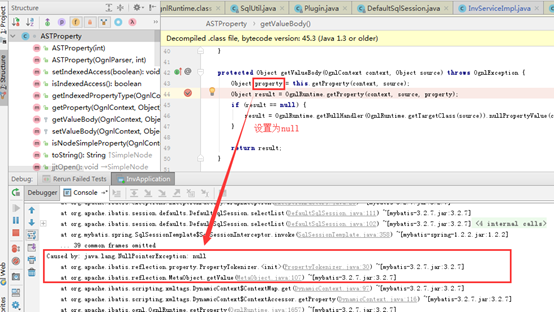 gnlRuntime.class
SqlUtil.java
Plugin.java
DefaultSqlSession.java
InvServiceImpl.java
ASTProperty
ASTProperty > getValueBody()
Decompiled .class file, bytecode version: 45.3 (Java 1.3 or older)
ASTProperty(int)
ASTProperty(OgnlParser, int)
setIndexedAccess(boolean): void
isIndexedAccess(): boolean
getIndexedPropertyType(OgnlCont
getProperty(OgnlContext, Object)
getValueBody(OgnlContext, Objec
setValueBody(OgnlContext, Object
isNodeSimpleProperty(OgnlContext
toString(): String ↑SimpleNode
jjtOpen(): void ↑SimpleNode
}
protected Object getValueBody(OgnlContext context, Object source) throws OgnlException {
Object property = this.getProperty(context, source);
Object result = OgnlRuntime.getProperty(context, source, property);
if (result == null) {
result = OgnlRuntime.getNullHandler(OgnlRuntime.getTargetClass(source)).nullPropertyValue(c
}
设置为null
return result;
Debug: Rerun Failed Tests InvApplication
Debugger Console
at org.apache.ibatis.session.defaults.DefaultSqlSession.selectList(DefaultSqlSession.java:111) ~[mybatis-3.2.7.jar:3.2.7]
at org.apache.ibatis.session.defaults.DefaultSqlSession.selectList(DefaultSqlSession.java:102) ~[mybatis-3.2.7.jar:3.2.7] <4 internal calls>
at org.mybatis.spring.SqlSessionTemplate$SqlSessionInterceptor.invoke(SqlSessionTemplate.java:358) ~[mybatis-spring-1.2.2.jar:1.2.2]
... 39 common frames omitted
Caused by: java.lang.NullPointerException: null
at org.apache.ibatis.reflection.property.PropertyTokenizer.<init>(PropertyTokenizer.java:30) ~[mybatis-3.2.7.jar:3.2.7]
at org.apache.ibatis.reflection.MetaObject.getValue(MetaObject.java:107) ~[mybatis-3.2.7.jar:3.2.7]
at org.apache.ibatis.scripting.xmltags.DynamicContext$ContextMap.get(DynamicContext.java:97) ~[mybatis-3.2.7.jar:3.2.7]
at org.apache.ibatis.scripting.xmltags.DynamicContext$ContextAccessor.getProperty(DynamicContext.java:118) ~[mybatis-3.2.7.jar:3.2.7]
at org.apache.ibatis.ognl.OgnlRuntime.getProperty(OgnlRuntime.java:1657) ~[mybatis-3.2.7.jar:3.2.7]